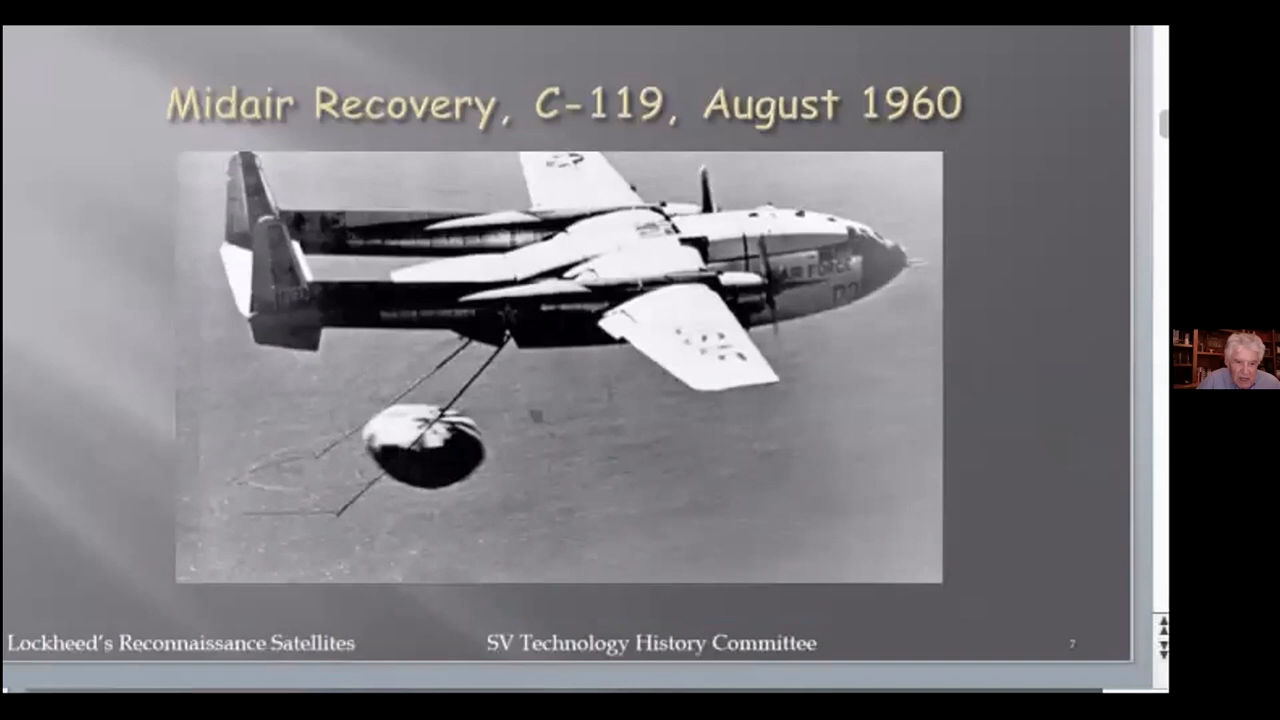 Midair Recovery, C-119, August 1960
AIR FORCE
Lockheed's Reconnaissance Satellites
SV Technology History Committee
7